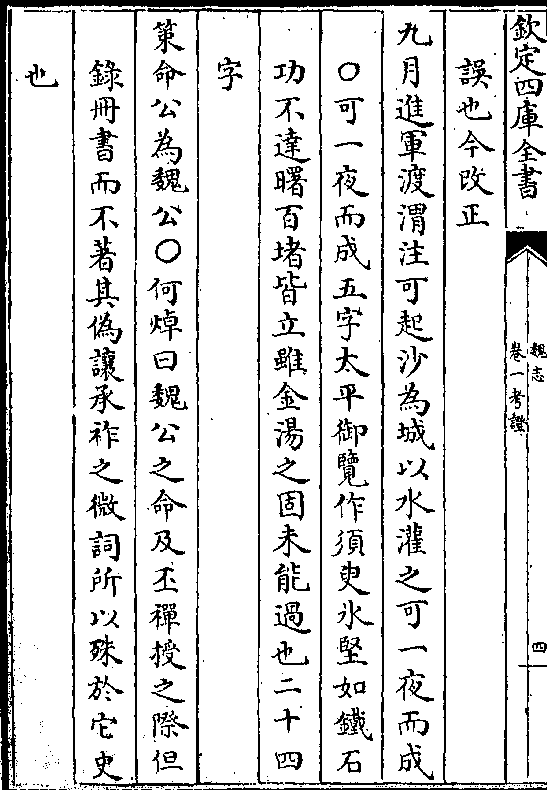 欽定四庫全書
魏志
卷一考證
四
誤也今改正
九月進軍渡渭注可起沙為城以水灌之可一夜而成
○可一夜而成五字太平御覽作須臾氷堅如鐵石
功不達曙百堵皆立雖金湯之固未能過也二十四
字
策命公為魏公○何焯曰魏公之命及丕禪授之際但
錄冊書而不著其偽讓承祚之微詞所以殊於它史
也